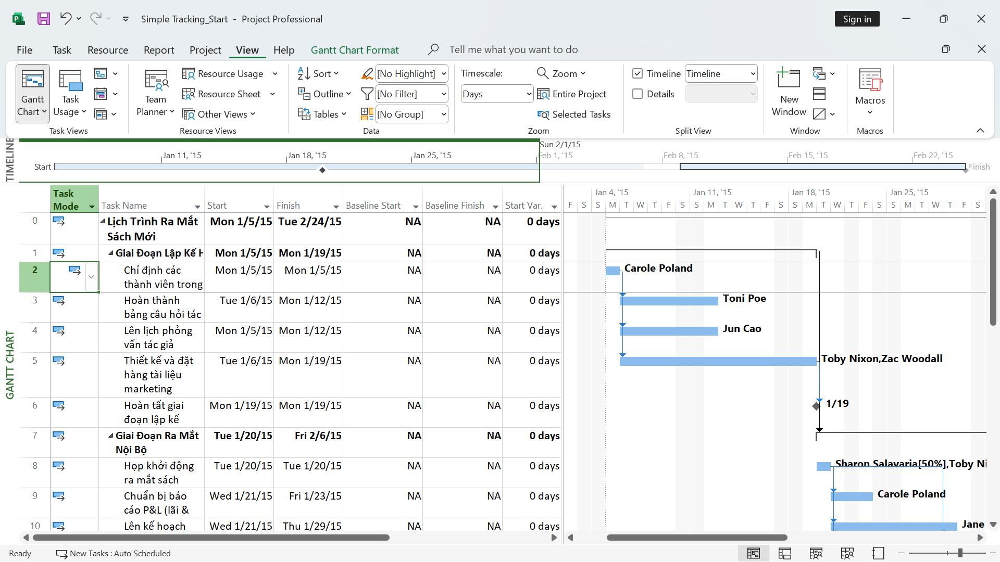 Simple Tracking_Start - Project Professional
Sign in
File Task Resource Report Project View Help Gantt Chart Format Tell me what you want to do
Gantt Chart
Task Usage
Task Views
Team Planner
Resource Usage
Resource Sheet
Other Views
Resource Views
Sort
Outline
Tables
[No Highlight]
[No Filter]
[No Group]
Data
Timescale:
Days
Zoom
Entire Project
Selected Tasks
Zoom
Timeline Timeline
Details
Split View
New Window
Window
Macros
Macros
TIMELINE
Sun 2/1/15
Jan 11, '15 Jan 18, '15 Jan 25, '15 Feb 1, '15 Feb 8, '15 Feb 15, '15 Feb 22, '15
Start Finish
GANTT CHART
Task Mode Task Name Start Finish Baseline Start Baseline Finish Start Var.
0 Lịch Trình Ra Mắt Mon 1/5/15 Tue 2/24/15 NA NA 0 days
Sách Mới
1 Giai Đoạn Lập Kế H Mon 1/5/15 Mon 1/19/15 NA NA 0 days
2 Chỉ định các Mon 1/5/15 Mon 1/5/15 NA NA 0 days
thành viên trong
3 Hoàn thành Tue 1/6/15 Mon 1/12/15 NA NA 0 days
bảng câu hỏi tác
4 Lên lịch phỏng Mon 1/5/15 Mon 1/12/15 NA NA 0 days
vấn tác giả
5 Thiết kế và đặt Tue 1/6/15 Mon 1/19/15 NA NA 0 days
hàng tài liệu
marketing
6 Hoàn tất giai Mon 1/19/15 Mon 1/19/15 NA NA 0 days
đoạn lập kế
7 Giai Đoạn Ra Mắt Tue 1/20/15 Fri 2/6/15 NA NA 0 days
Nội Bộ
8 Họp khởi động Tue 1/20/15 Tue 1/20/15 NA NA 0 days
ra mắt sách
9 Chuẩn bị báo Wed 1/21/15 Fri 1/23/15 NA NA 0 days
cáo P&L (lãi &
10 Lên kế hoạch Wed 1/21/15 Thu 1/29/15 NA NA 0 days
Jan 4, '15 Jan 11, '15 Jan 18, '15 Jan 25, '15
F S S M T W T F S S M T W T F S S M T W T F S S M T W T F S
Carole Poland
Toni Poe
Jun Cao
Toby Nixon,Zac Woodall
1/19
Sharon Salavaria[50%],Toby Ni
Carole Poland
Jane
Ready New Tasks : Auto Scheduled